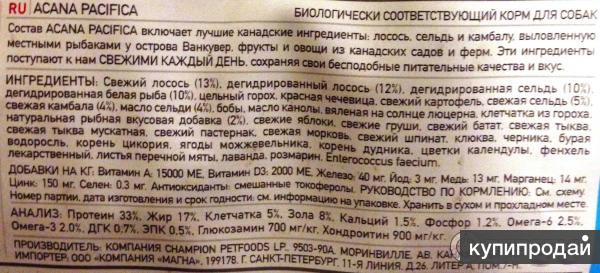 RU | ACANA PACIFICA БИОЛОГИЧЕСКИ СООТВЕТСТВУЮЩИЙ КОРМ ДЛЯ СОБАК
Состав ACANA PACIFICA включает лучшие канадские ингредиенты: лосось, сельдь и камбалу, выловленную
местными рыбаками у острова Ванкувер, фрукты и овощи из канадских садов и ферм. Эти ингредиенты
поступают к нам СВЕЖИМИ КАЖДЫЙ ДЕНЬ, сохраняя свои бесподобные питательные качества и вкус.
ИНГРЕДИЕНТЫ: Свежий лосось (13%), дегидрированный лосось (12%), дегидрированная сельдь (10%),
дегидрированная белая рыба (10%), цельный горох, красная чечевица, свежий картофель, свежая сельдь (5%),
свежая камбала (4%), масло сельди (4%), бобы, масло канолы, вяленая на солнце люцерна, клетчатка из гороха,
натуральная рыбная вкусовая добавка (2%), свежие яблоки, свежие груши, свежий батат, свежая тыква,
свежая тыква мускатная, свежий пастернак, свежая морковь, свежий шпинат, клюква, черника, бурая
водоросль, корень цикория, ягоды можжевельника, корень дудника, цветки календулы, фенхель
лекарственный, листья перечной мяты, лаванда, розмарин, Enterococcus faecium.
ДОБАВКИ НА КГ: Витамин А: 15000 МЕ, Витамин D3: 2000 МЕ, Железо: 40 мг, Йод: 3 мг, Медь: 13 мг, Марганец: 14 мг,
Цинк: 150 мг, Селен: 0.3 мг. Антиоксиданты: смешанные токоферолы. РУКОВОДСТВО ПО КОРМЛЕНИЮ: См. схему.
Номер партии, дата изготовления и срок годности: см. информацию на упаковке. Хранить в сухом и прохладном месте.
АНАЛИЗ: Протеин 33%, Жир 17%, Клетчатка 5%, Зола 8%, Кальций 1.5%, Фосфор 1.2%, Омега-6 2.5%,
Омега-3 2.0%, ДГК 0.7%, ЭПК 0.5%, Глюкозамин 700 мг/кг, Хондроитин 900 мг/кг.
ПРОИЗВОДИТЕЛЬ: КОМПАНИЯ CHAMPION PETFOODS LP., 9503-90A, МОРИНВИЛЛЕ, АВ,
ИМПОРТЕР: ООО "КОМПАНИЯ "МАГНА", 199178, Г. САНКТ-ПЕТЕРБУРГ, 11-Я ЛИНИЯ, Д.26
купипродай